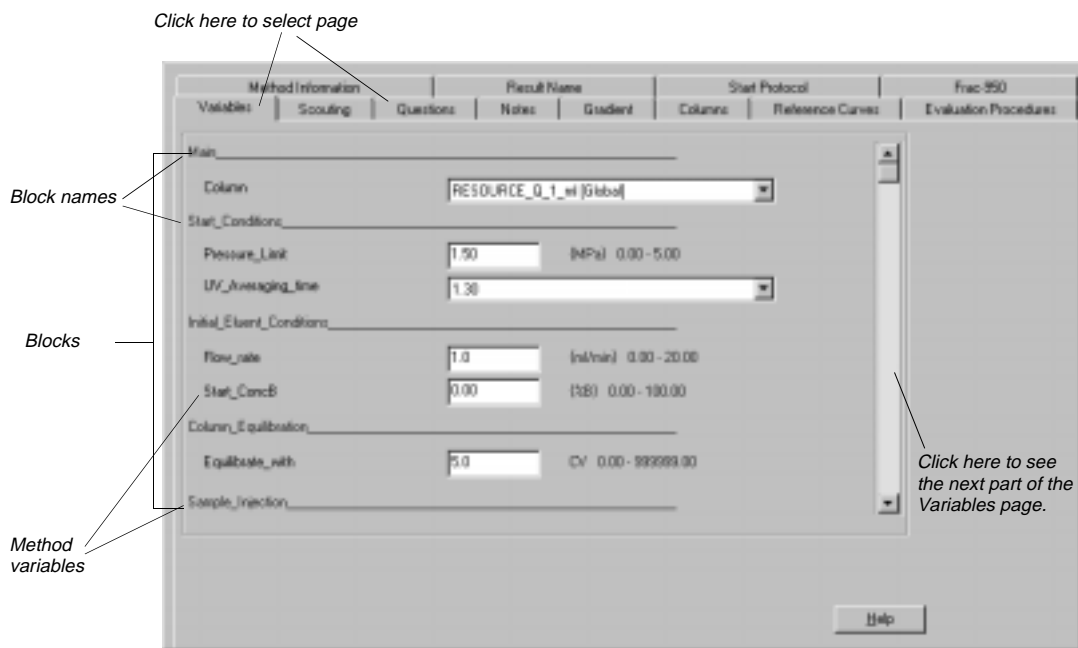 Click here to select page
Method Information Result Name Start Protocol Frac-950
Variables Scouting Questions Notes Gradient Columns Reference Curves Evaluation Procedures
Main
Block names
Column RESOURCE_Q_1_ml (Global)
Start_Conditions
Pressure_Limit 1.50 (MPa) 0.00 - 5.00
UV_Averaging_time 1.30
Initial_Eluent_Conditions
Blocks
Flow_rate 1.0 (ml/min) 0.00 - 20.00
Start_ConcB 0.00 (%B) 0.00 - 100.00
Column_Equilibration
Equilibrate_with 5.0 CV 0.00 - 999999.00
Click here to see
the next part of the
Variables page.
Sample_Injection
Method
variables
Help